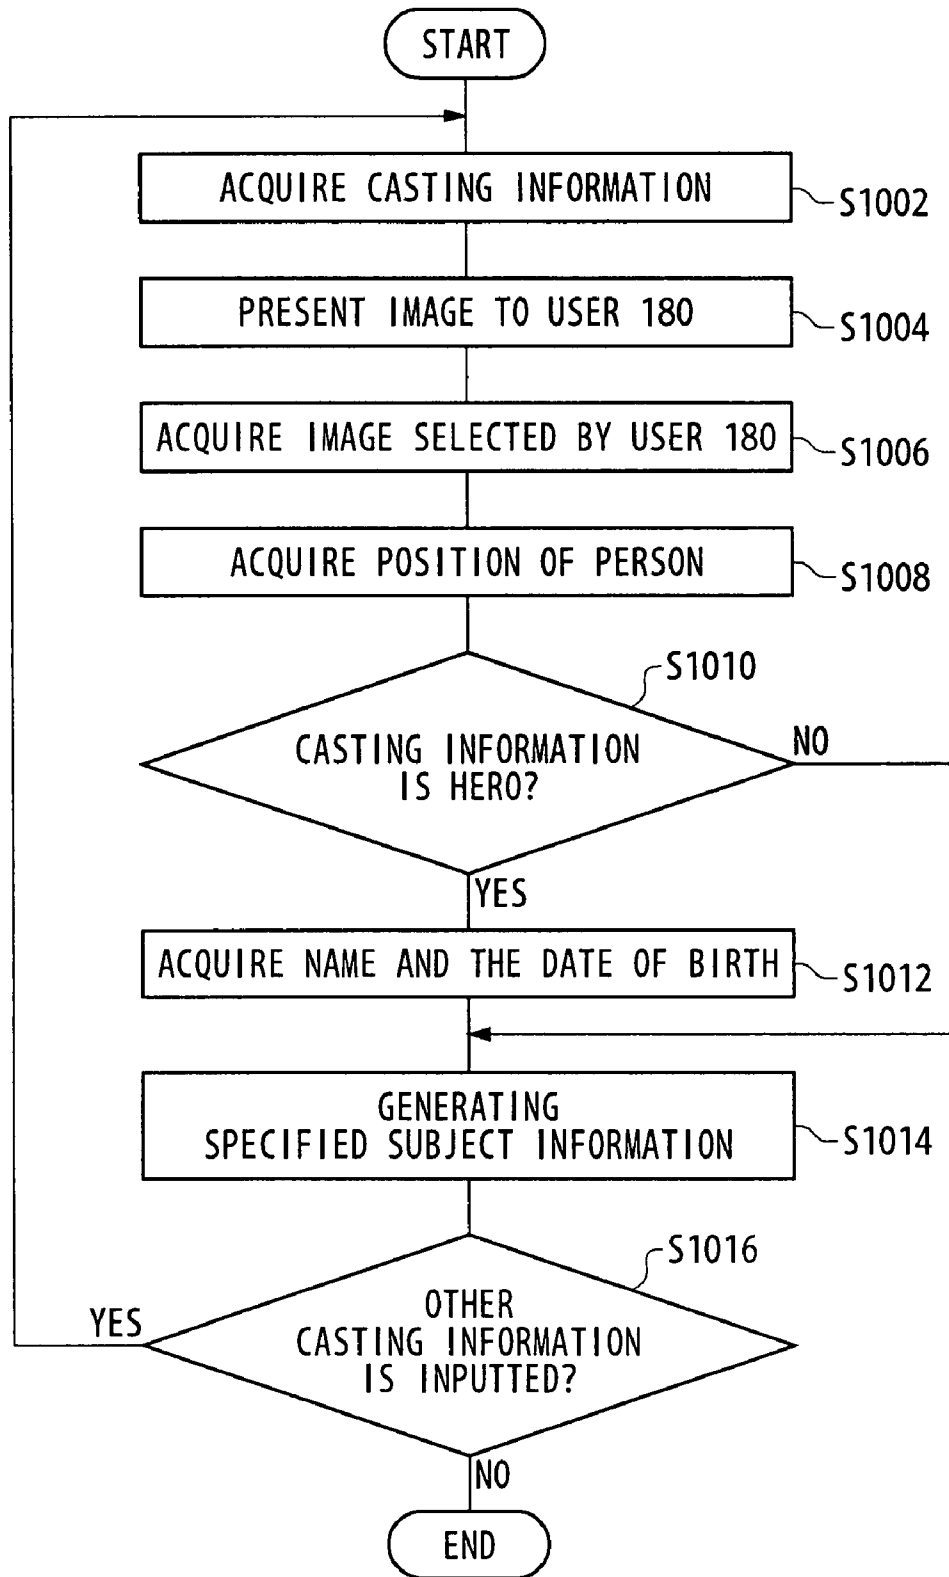 START
ACQUIRE CASTING INFORMATION
S1002
PRESENT IMAGE TO USER 180
S1004
ACQUIRE IMAGE SELECTED BY USER 180
S1006
ACQUIRE POSITION OF PERSON
S1008
S1010
CASTING INFORMATION
IS HERO?
NO
YES
ACQUIRE NAME AND THE DATE OF BIRTH
S1012
GENERATING
SPECIFIED SUBJECT INFORMATION
S1014
S1016
YES
OTHER
CASTING INFORMATION
IS INPUTTED?
NO
END